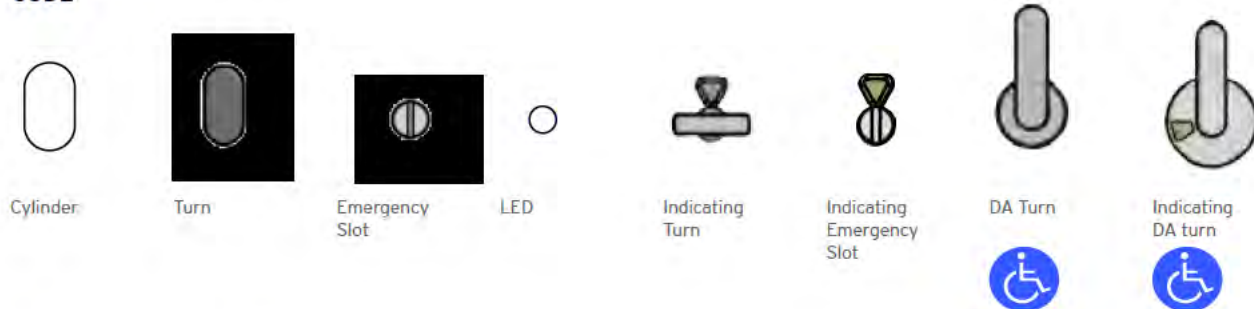 Cylinder
Turn
Emergency
Slot
LED
Indicating
Turn
Indicating
Emergency
Slot
DA Turn
Indicating
DA turn